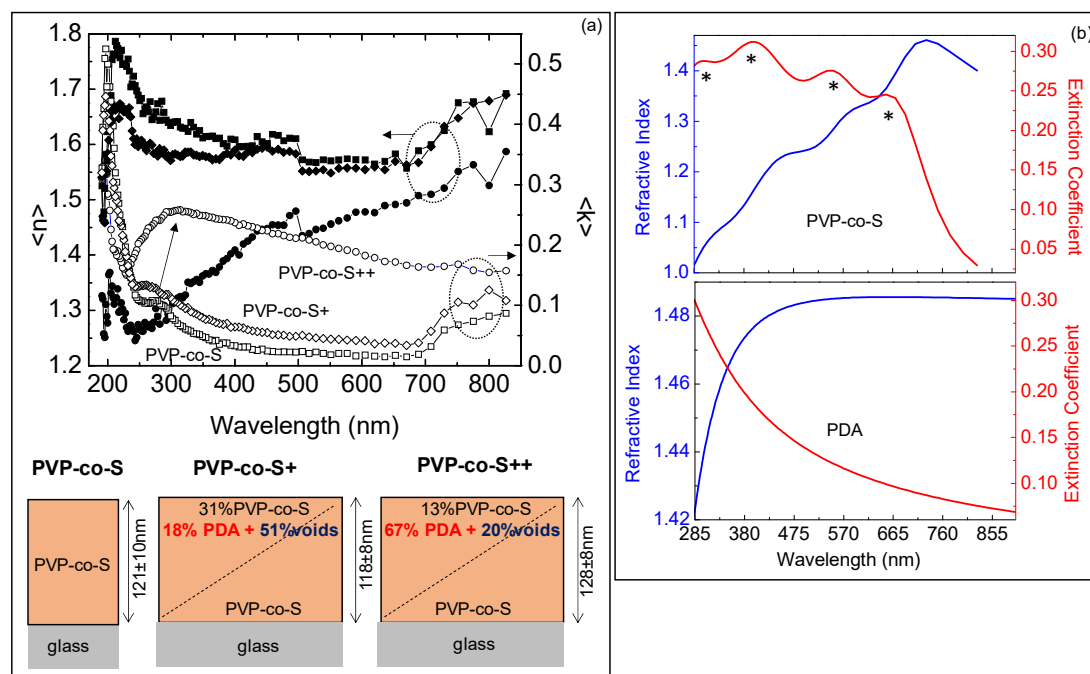 (a)
1.8
1.7
1.6
1.5
1.4
1.3
1.2
<n>
0.5
0.4
0.3
0.2
0.1
0.0
<k>
PVP-co-S++
PVP-co-S+
PVP-co-S
200 300 400 500 600 700 800
Wavelength (nm)
PVP-co-S
PVP-co-S+
PVP-co-S++
PVP-co-S
121±10nm
glass
31%PVP-co-S
18% PDA + 51%voids
PVP-co-S
118±8nm
glass
13%PVP-co-S
67% PDA + 20%voids
PVP-co-S
128±8nm
glass
(b)
1.4
1.3
1.2
1.1
1.0
Refractive Index
* * * *
PVP-co-S
0.30
0.25
0.20
0.15
0.10
0.05
Extinction Coefficient
1.48
1.46
1.44
1.42
Refractive Index
PDA
0.30
0.25
0.20
0.15
0.10
Extinction Coefficient
285 380 475 570 665 760 855
Wavelength (nm)